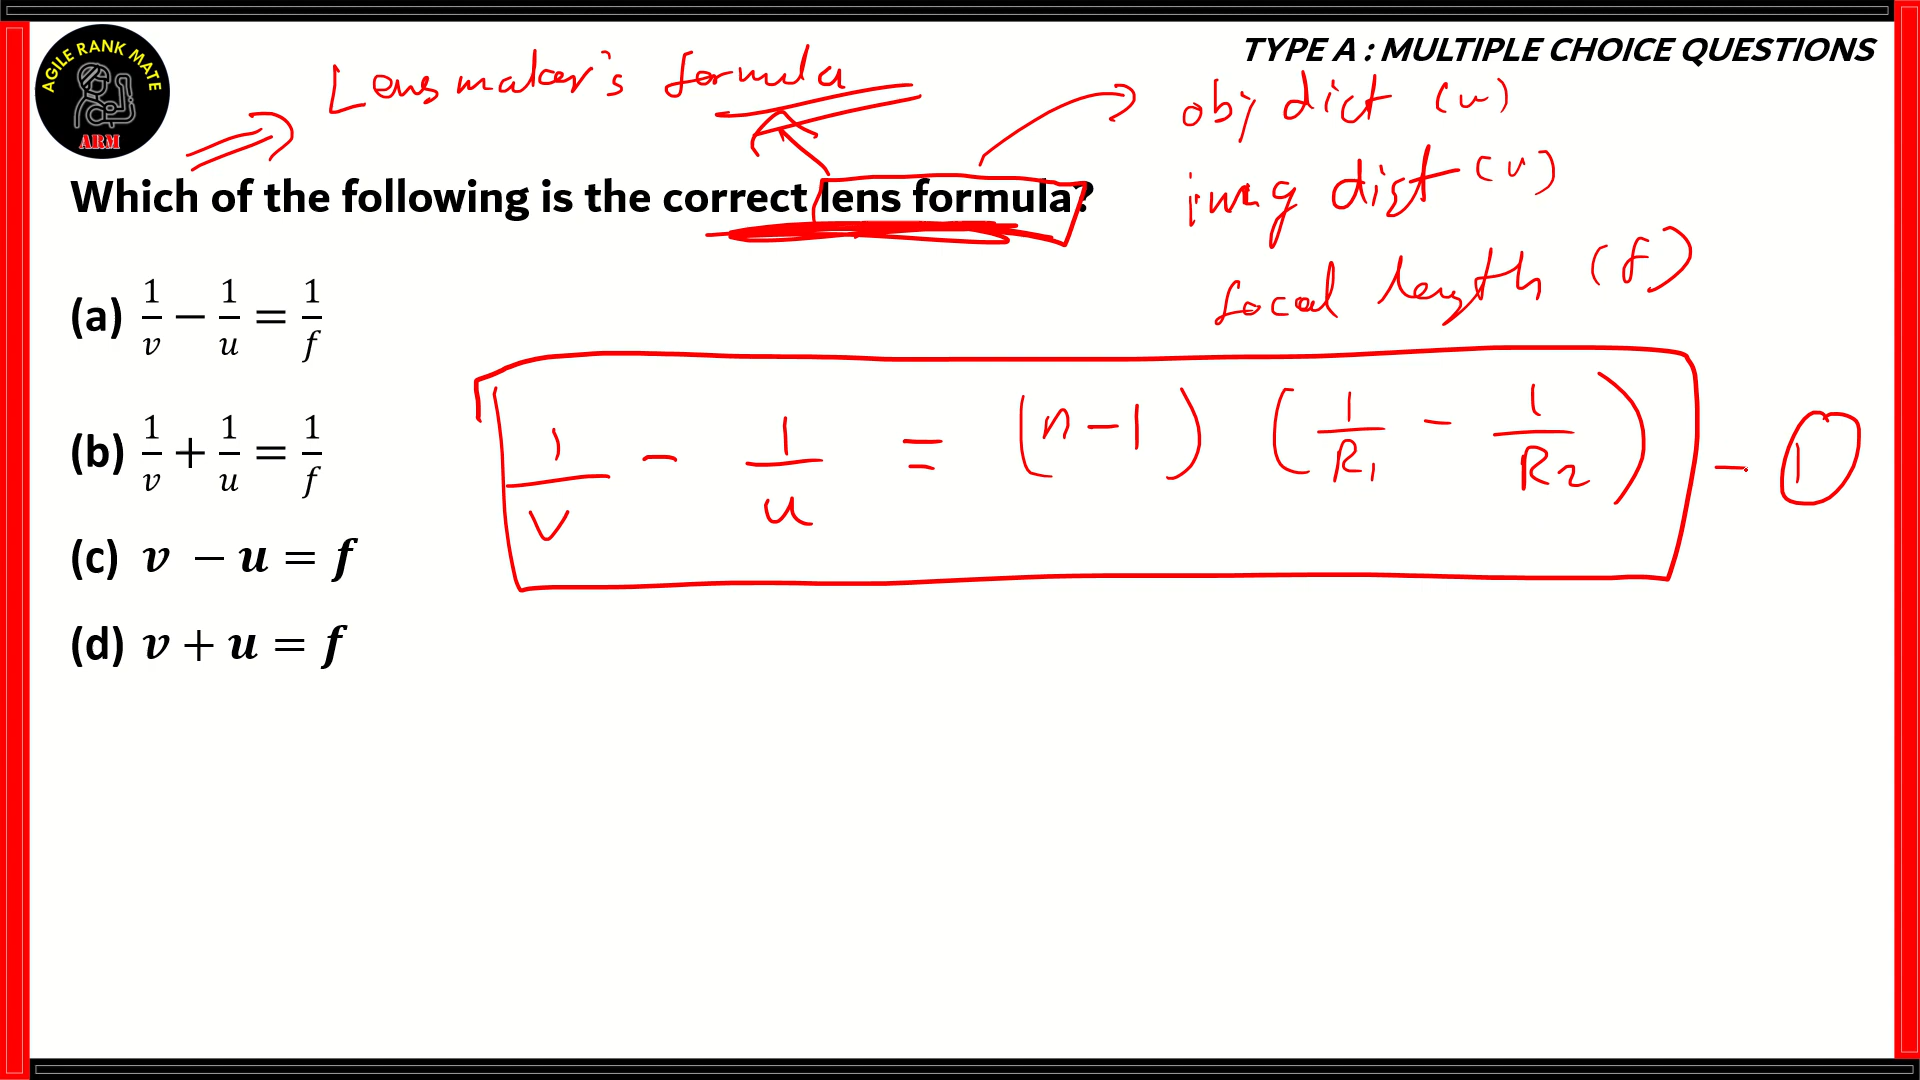 AGILE RANK MATE
ARM
TYPE A : MULTIPLE CHOICE QUESTIONS
Lens maker's formula
obj dist (u)
img dist (v)
focal length (f)
Which of the following is the correct lens formula?
(a) 1/v − 1/u = 1/f
(b) 1/v + 1/u = 1/f
(c) v − u = f
(d) v + u = f
1/v − 1/u = (n−1) (1/R₁ − 1/R₂) − ①